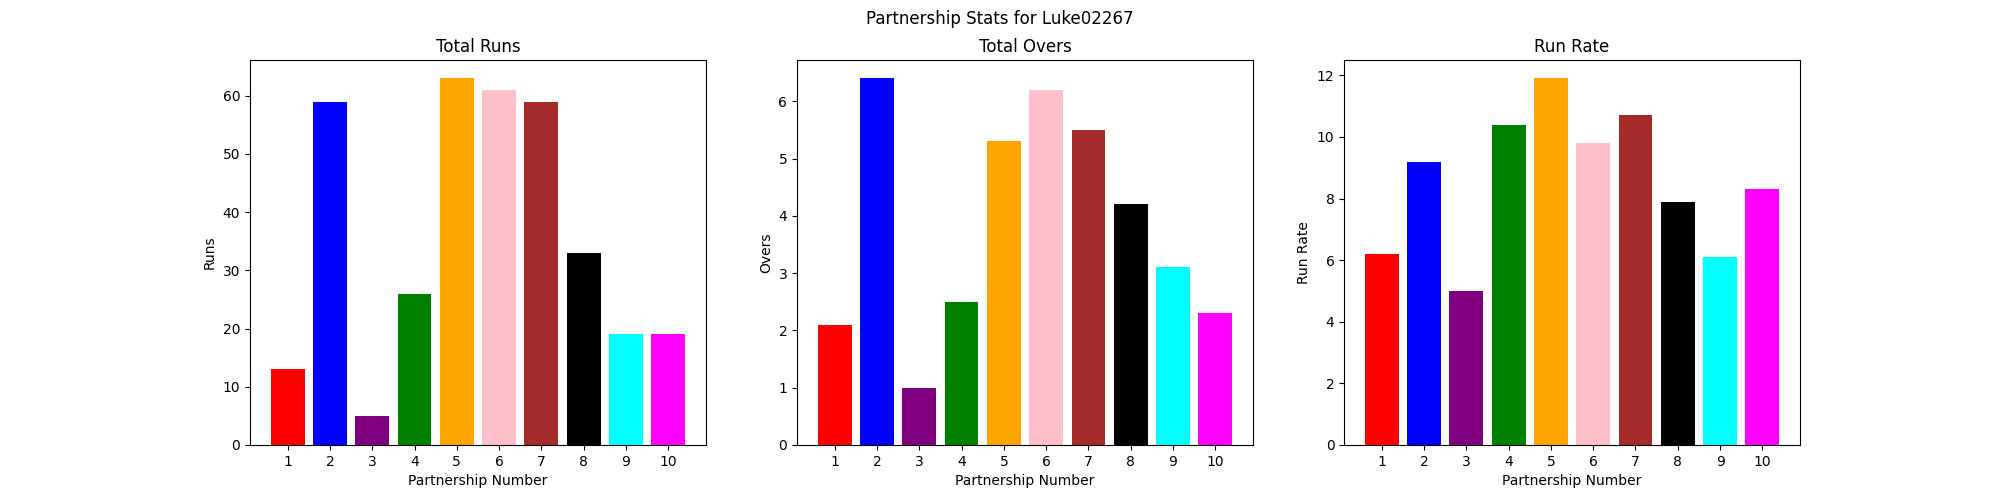 Partnership Stats for Luke02267
Total Runs
Runs
60
50
40
30
20
10
0
1 2 3 4 5 6 7 8 9 10
Partnership Number
Total Overs
Overs
6
5
4
3
2
1
0
1 2 3 4 5 6 7 8 9 10
Partnership Number
Run Rate
Run Rate
12
10
8
6
4
2
0
1 2 3 4 5 6 7 8 9 10
Partnership Number